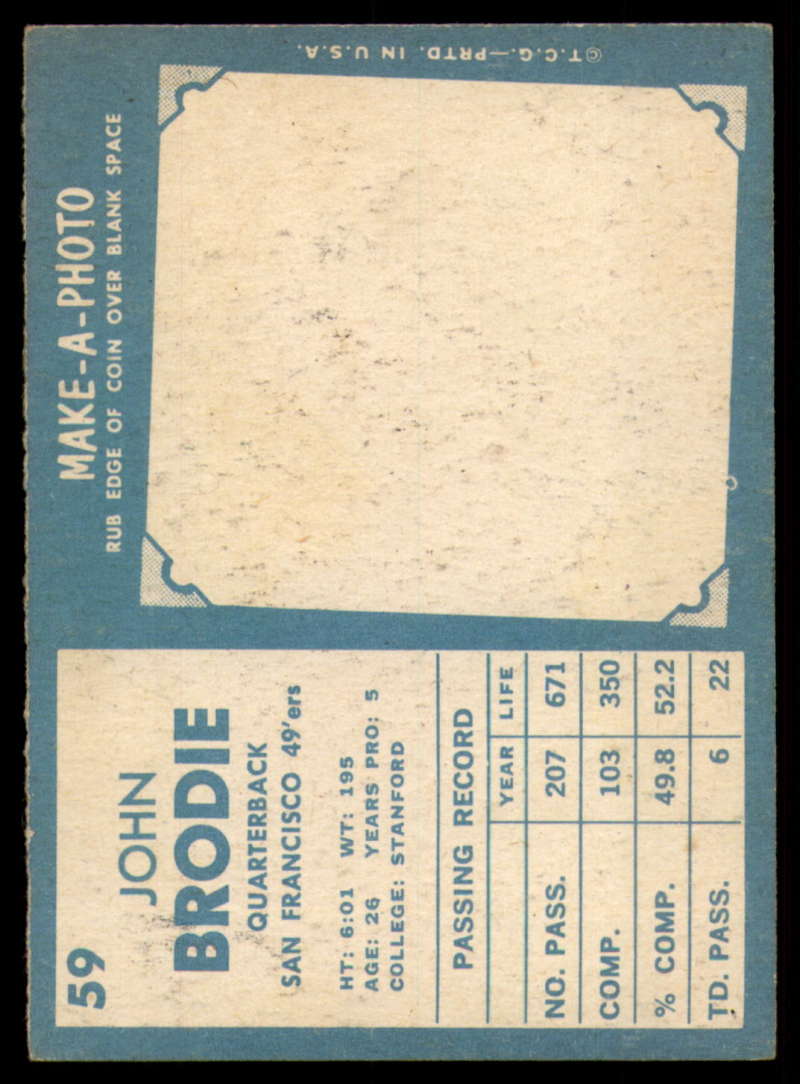 59
JOHN
BRODIE
QUARTERBACK
SAN FRANCISCO 49'ers
HT: 6:01 WT: 195
AGE: 26 YEARS PRO: 5
COLLEGE: STANFORD
PASSING RECORD
YEAR LIFE
NO. PASS. 207 671
COMP. 103 350
% COMP. 49.8 52.2
TD. PASS. 6 22
MAKE-A-PHOTO
RUB EDGE OF COIN OVER BLANK SPACE
© T.C.G.—PRTD. IN U.S.A.